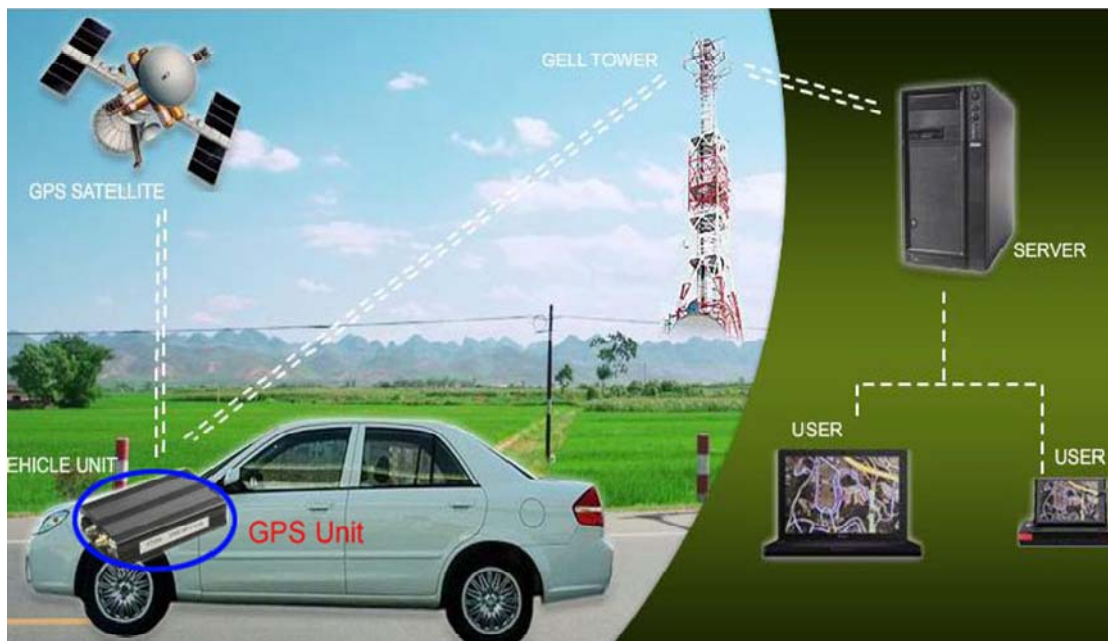 GELL TOWER
GPS SATELLITE
SERVER
USER
USER
EHICLE UNIT
GPS Unit